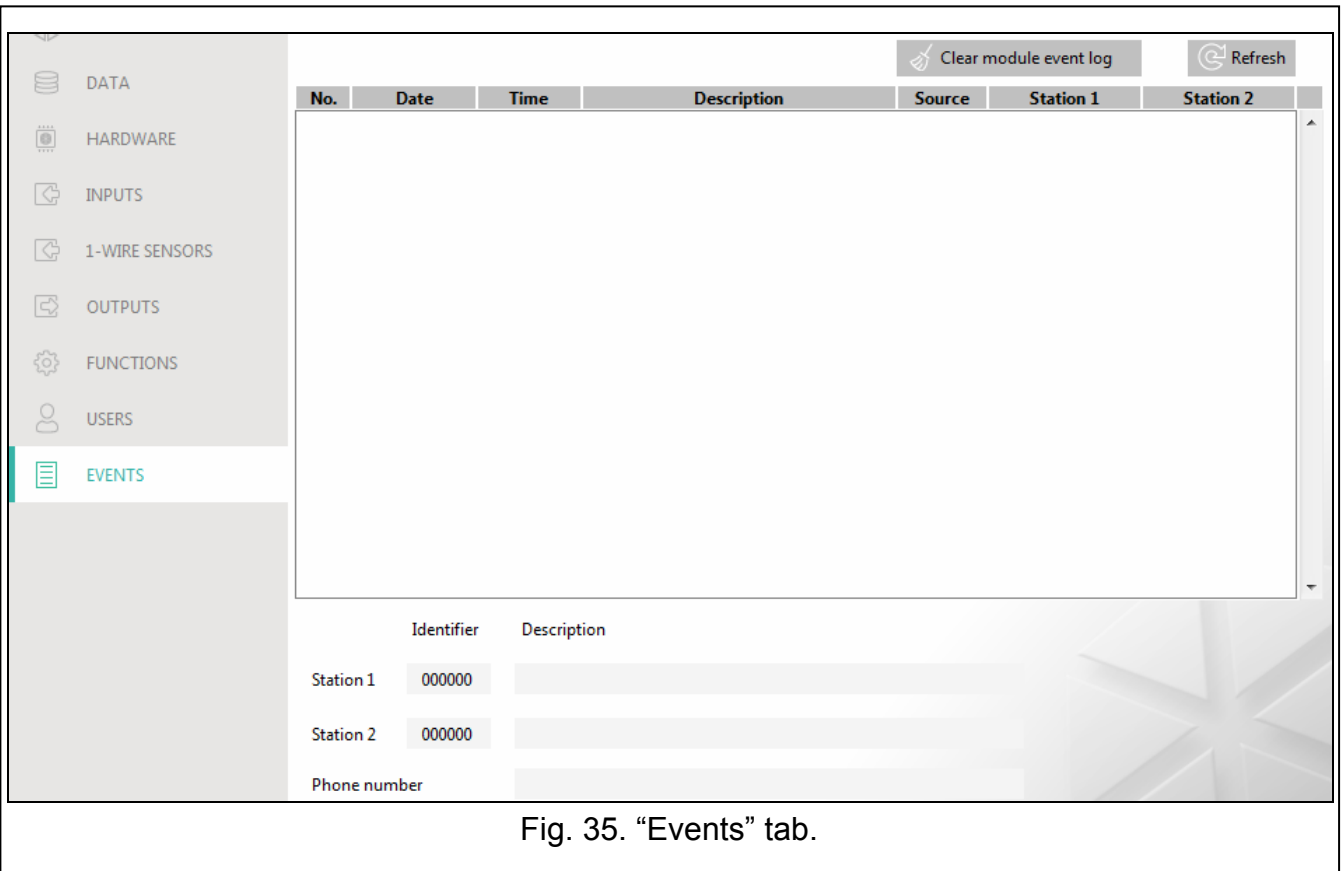 Clear module event log Refresh
DATA
No. Date Time Description Source Station 1 Station 2
HARDWARE
INPUTS
1-WIRE SENSORS
OUTPUTS
FUNCTIONS
USERS
EVENTS
Identifier Description
Station 1 000000
Station 2 000000
Phone number
Fig. 35. “Events” tab.